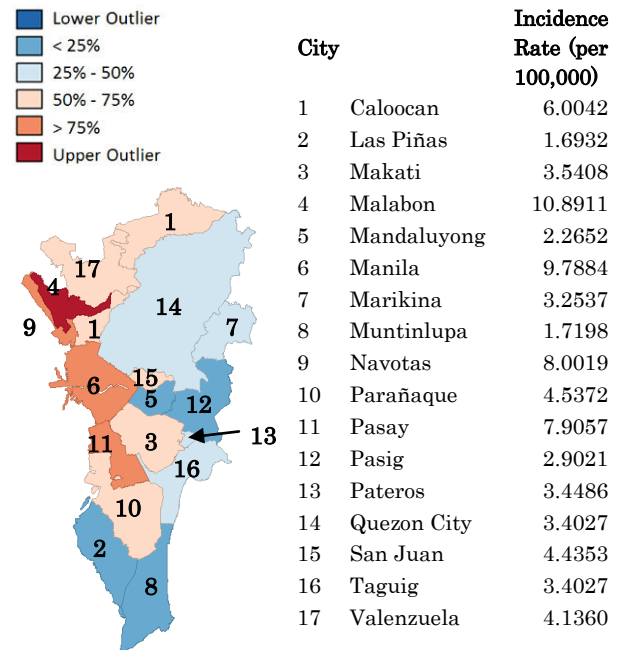 Lower Outlier
< 25%
25% - 50%
50% - 75%
> 75%
Upper Outlier
1
17
4
14
9
1
7
15
6
5
12
11
3
13
16
10
2
8
City Incidence Rate (per 100,000)
1 Caloocan 6.0042
2 Las Piñas 1.6932
3 Makati 3.5408
4 Malabon 10.8911
5 Mandaluyong 2.2652
6 Manila 9.7884
7 Marikina 3.2537
8 Muntinlupa 1.7198
9 Navotas 8.0019
10 Parañaque 4.5372
11 Pasay 7.9057
12 Pasig 2.9021
13 Pateros 3.4486
14 Quezon City 3.4027
15 San Juan 4.4353
16 Taguig 3.4027
17 Valenzuela 4.1360